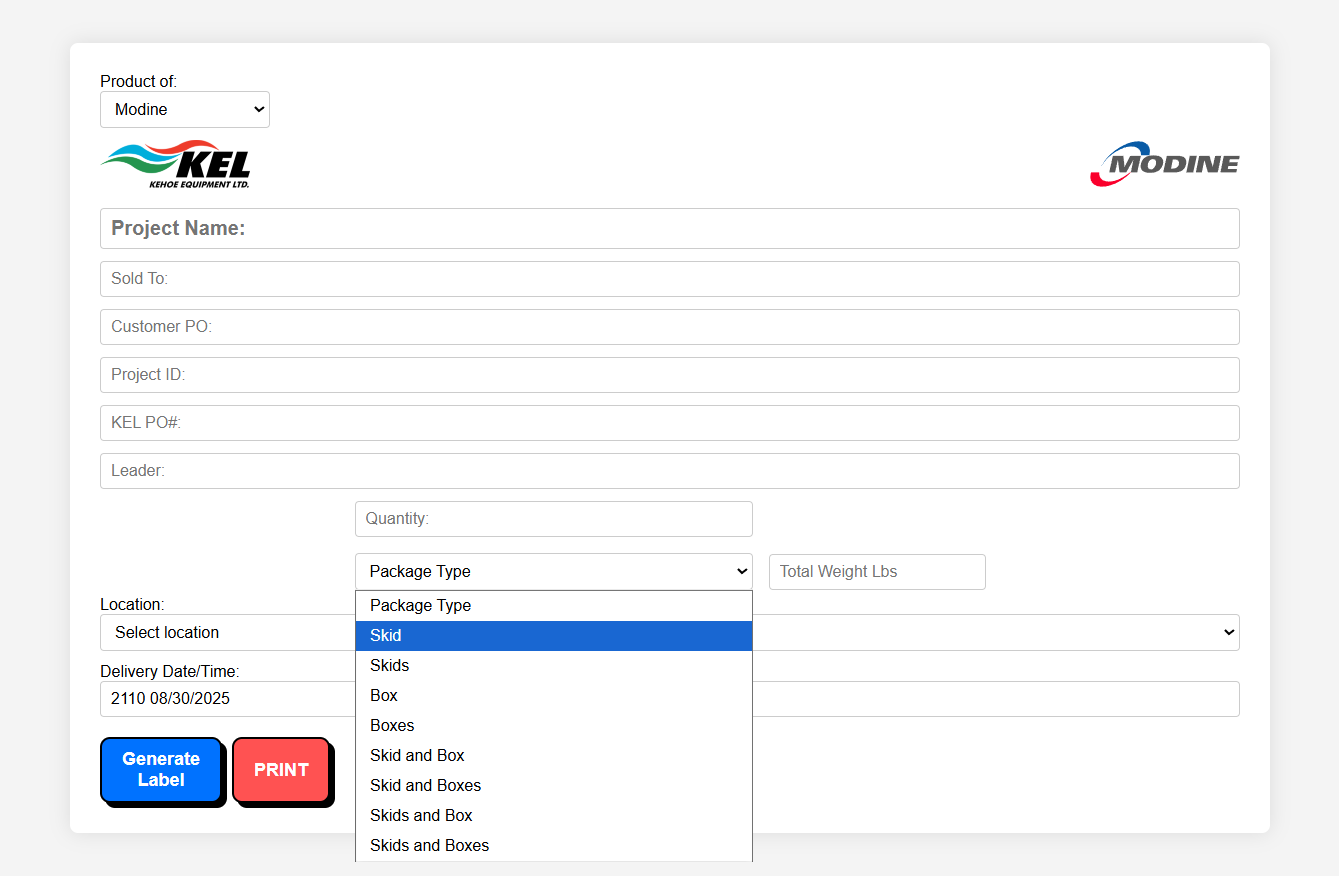 Product of:
Modine
KEL
KEHOE EQUIPMENT LTD.
MODINE
Project Name:
Sold To:
Customer PO:
Project ID:
KEL PO#:
Leader:
Quantity:
Package Type
Total Weight Lbs
Package Type
Skid
Skids
Box
Boxes
Skid and Box
Skid and Boxes
Skids and Box
Skids and Boxes
Location:
Select location
Delivery Date/Time:
2110 08/30/2025
Generate
Label
PRINT